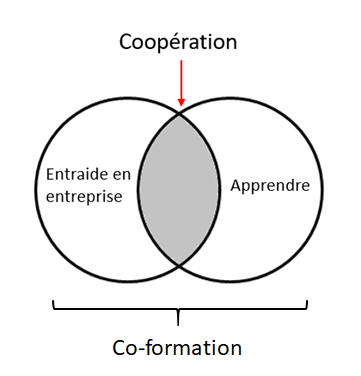 Coopération
Entraide en
entreprise
Apprendre
Co-formation